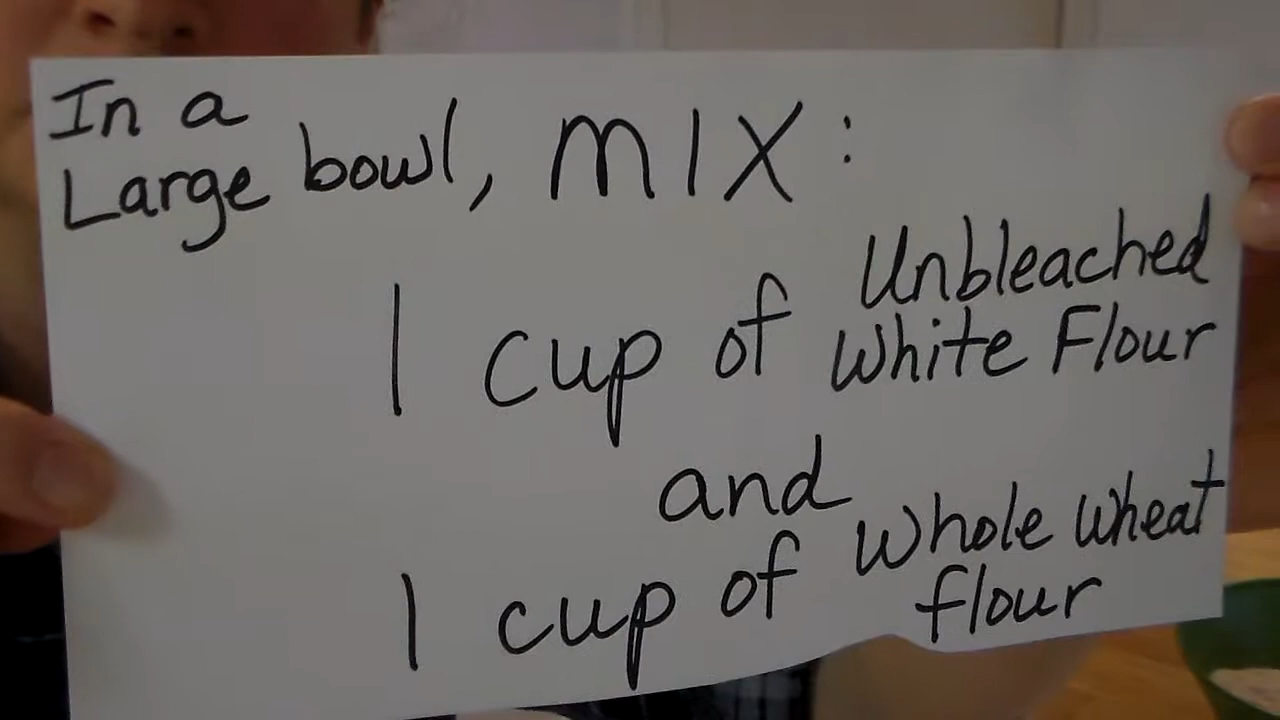 In a
Large bowl, MIX:
1 cup of Unbleached
White Flour
and
1 cup of Whole Wheat
flour